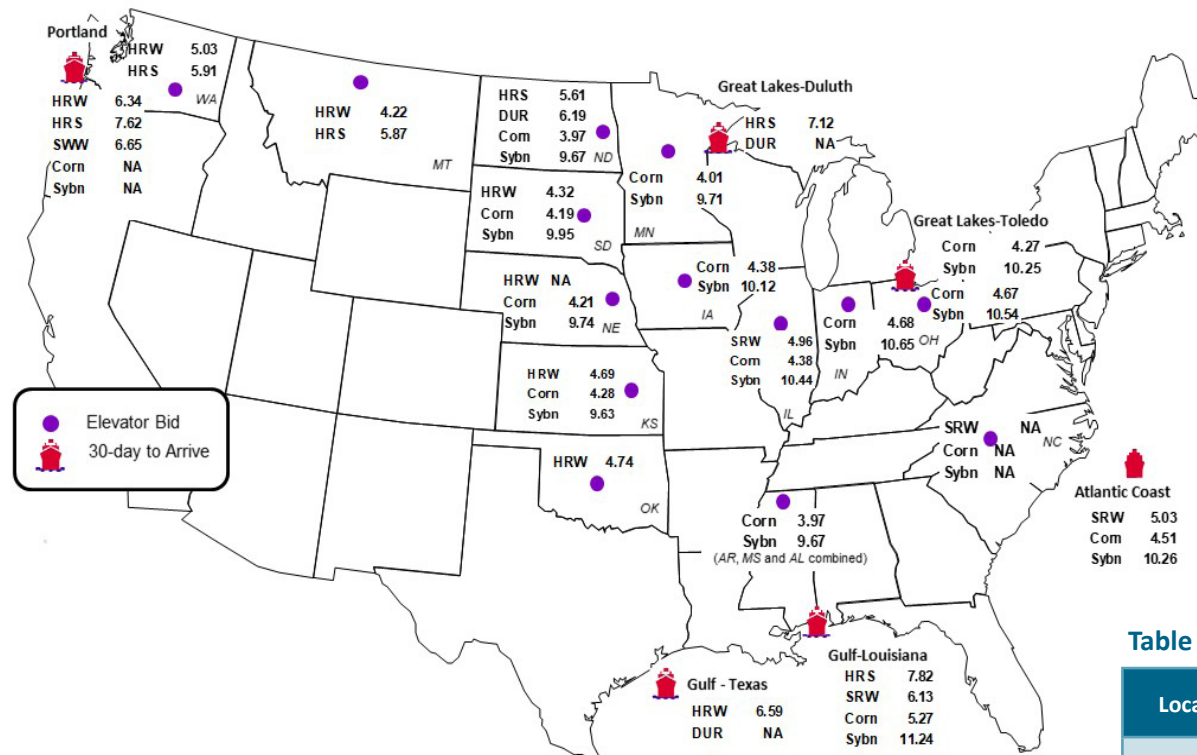 Portland
HRW 5.03
HRS 5.91
WA
HRW 6.34
HRS 7.62
SWW 6.65
Corn NA
Sybn NA
HRW 4.22
HRS 5.87
MT
HRS 5.61
DUR 6.19
Corn 3.97
Sybn 9.67 ND
HRW 4.32
Corn 4.19
Sybn 9.95
SD
HRW NA
Corn 4.21
Sybn 9.74 NE
HRW 4.69
Corn 4.28
Sybn 9.63
KS
HRW 4.74
OK
Corn 4.01
Sybn 9.71
MN
Great Lakes-Duluth
HRS 7.12
DUR NA
Corn 4.38
Sybn 10.12
IA
SRW 4.96
Corn 4.38
Sybn 10.44
IL
Great Lakes-Toledo
Corn 4.27
Sybn 10.25
Corn 4.67
Sybn 10.54
Corn 4.68
Sybn 10.65 OH
IN
SRW NA
Corn NA
Sybn NA
NC
Atlantic Coast
SRW 5.03
Corn 4.51
Sybn 10.26
Corn 3.97
Sybn 9.67
(AR, MS and AL combined)
Elevator Bid
30-day to Arrive
Gulf - Texas
HRW 6.59
DUR NA
Gulf-Louisiana
HRS 7.82
SRW 6.13
Corn 5.27
Sybn 11.24
Table
Loca